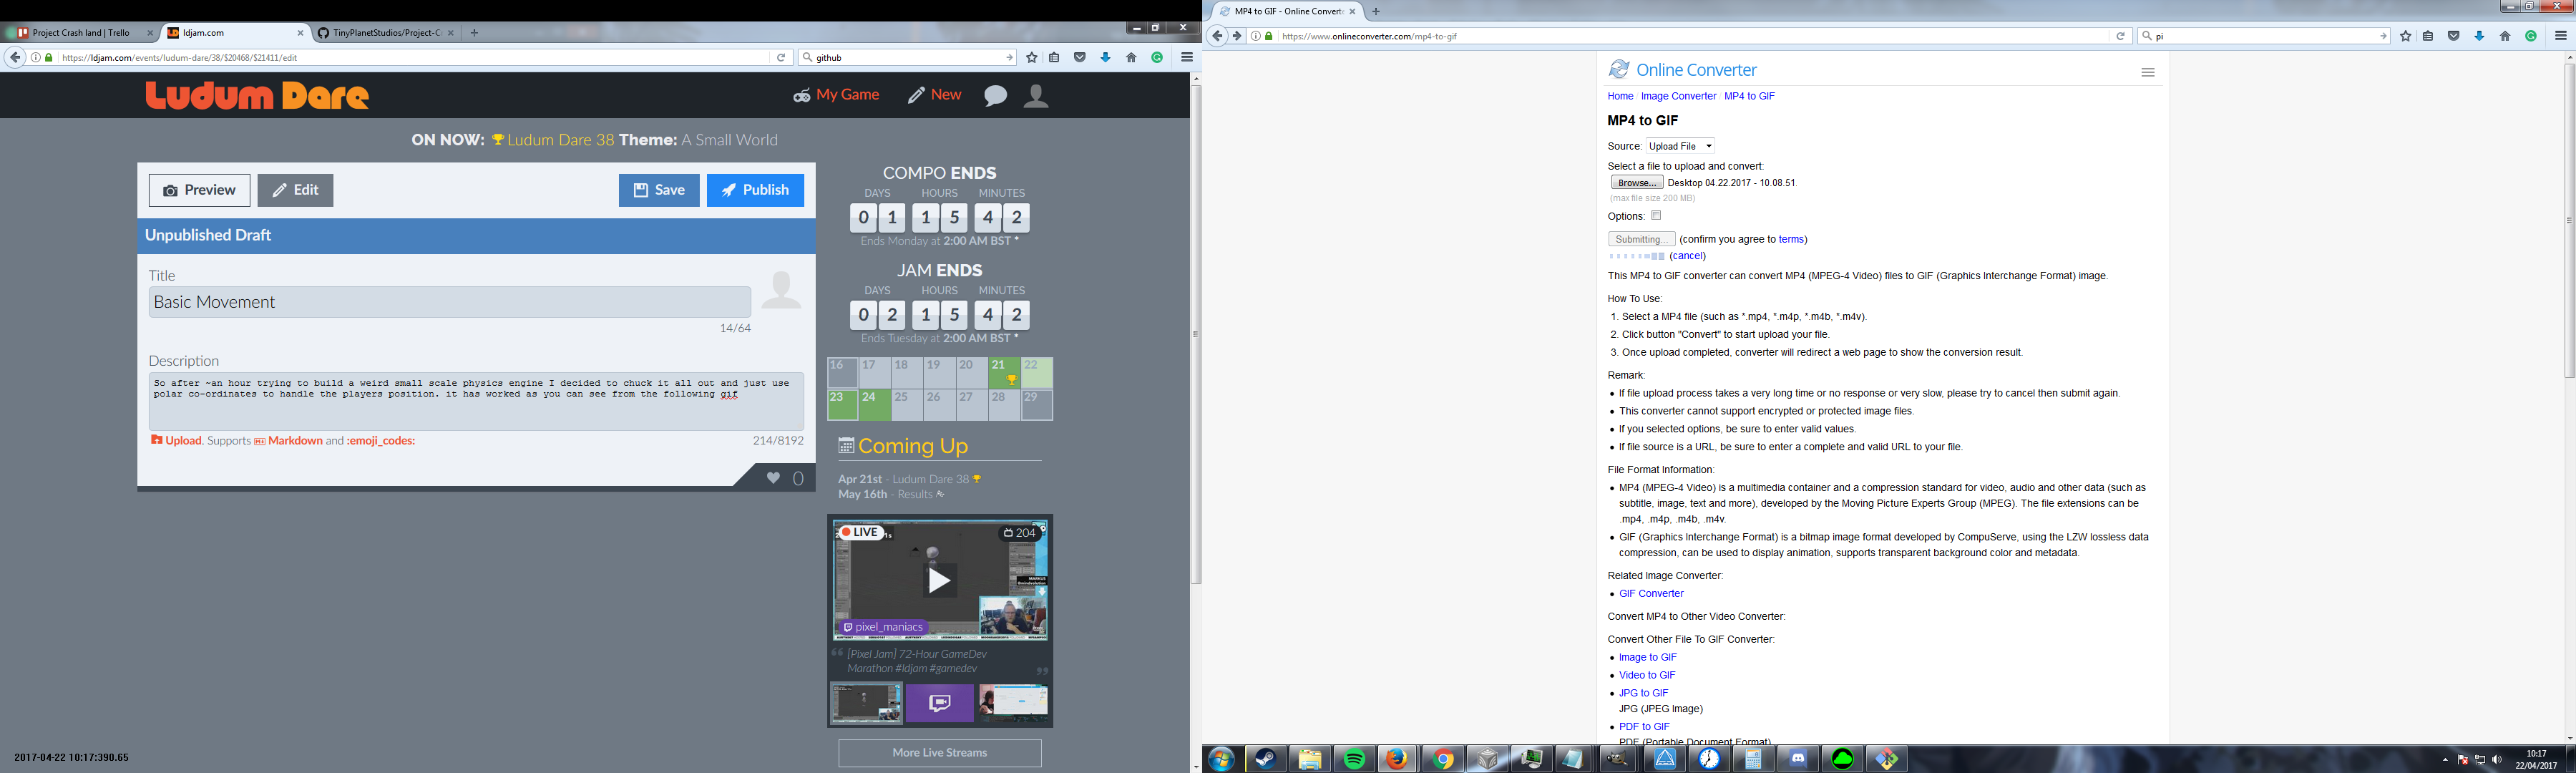 Project Crash land | Trello
ldjam.com
TinyPlanetStudios/Project-C
https://ldjam.com/events/ludum-dare/38/$20468/$21411/edit
github
Ludum Dare
My Game
New
ON NOW: Ludum Dare 38 Theme: A Small World
Preview
Edit
Save
Publish
Unpublished Draft
Title
Basic Movement
14/64
Description
So after ~an hour trying to build a weird small scale physics engine I decided to chuck it all out and just use
polar co-ordinates to handle the players position. it has worked as you can see from the following gif
Upload. Supports Markdown and :emoji_codes:
214/8192
0
COMPO ENDS
DAYS HOURS MINUTES
0 1 1 5 4 2
Ends Monday at 2:00 AM BST *
JAM ENDS
DAYS HOURS MINUTES
0 2 1 5 4 2
Ends Tuesday at 2:00 AM BST *
16 17 18 19 20 21 22
23 24 25 26 27 28 29
Coming Up
Apr 21st - Ludum Dare 38
May 16th - Results
LIVE
204
pixel_maniacs
[Pixel Jam] 72-Hour GameDev
Marathon #ldjam #gamedev
More Live Streams
2017-04-22 10:17:390.65
MP4 to GIF - Online Convert
https://www.onlineconverter.com/mp4-to-gif
pi
Online Converter
Home / Image Converter / MP4 to GIF
MP4 to GIF
Source: Upload File
Select a file to upload and convert:
Browse... Desktop 04.22.2017 - 10.08.51.
(max file size 200 MB)
Options:
Submitting... (confirm you agree to terms)
(cancel)
This MP4 to GIF converter can convert MP4 (MPEG-4 Video) files to GIF (Graphics Interchange Format) image.
How To Use:
1. Select a MP4 file (such as *.mp4, *.m4p, *.m4b, *.m4v).
2. Click button "Convert" to start upload your file.
3. Once upload completed, converter will redirect a web page to show the conversion result.
Remark:
• If file upload process takes a very long time or no response or very slow, please try to cancel then submit again.
• This converter cannot support encrypted or protected image files.
• If you selected options, be sure to enter valid values.
• If file source is a URL, be sure to enter a complete and valid URL to your file.
File Format Information:
• MP4 (MPEG-4 Video) is a multimedia container and a compression standard for video, audio and other data (such as
subtitle, image, text and more), developed by the Moving Picture Experts Group (MPEG). The file extensions can be
.mp4, .m4p, .m4b, .m4v.
• GIF (Graphics Interchange Format) is a bitmap image format developed by CompuServe, using the LZW lossless data
compression, can be used to display animation, supports transparent background color and metadata.
Related Image Converter:
• GIF Converter
Convert MP4 to Other Video Converter:
Convert Other File To GIF Converter:
• Image to GIF
• Video to GIF
• JPG to GIF
JPG (JPEG Image)
• PDF to GIF
PDF (Portable Document Format)
10:17
22/04/2017